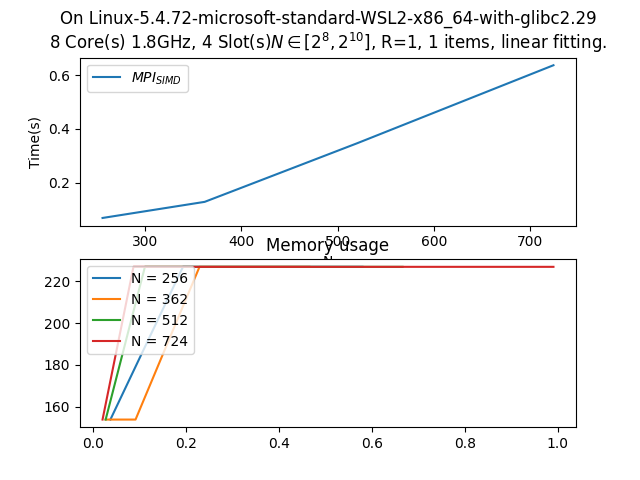 On Linux-5.4.72-microsoft-standard-WSL2-x86_64-with-glibc2.29
8 Core(s) 1.8GHz, 4 Slot(s)N ∈ [2^8, 2^10], R=1, 1 items, linear fitting.
MPI_SIMD
Time(s)
0.6
0.4
0.2
300 400 500 600 700
N
Memory usage
N = 256
N = 362
N = 512
N = 724
220
200
180
160
0.0 0.2 0.4 0.6 0.8 1.0